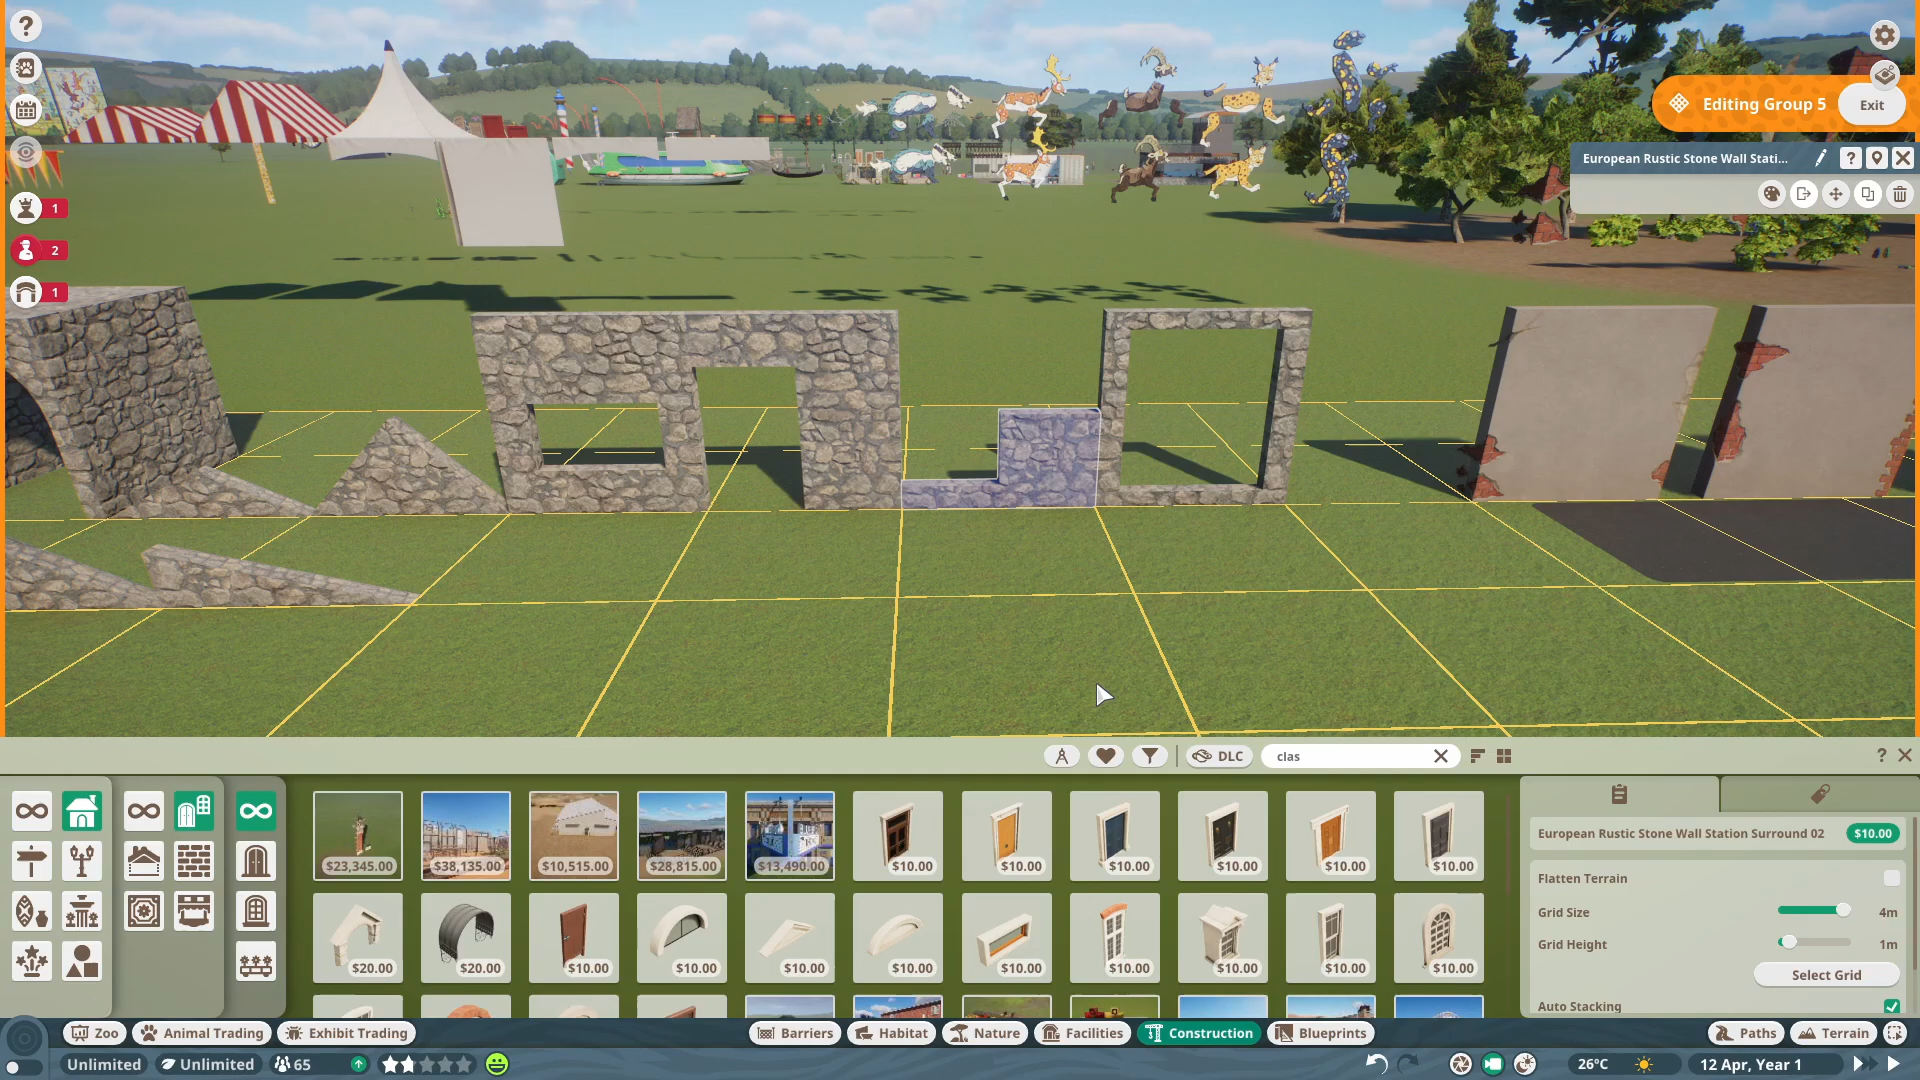 ?
Editing Group 5
Exit
European Rustic Stone Wall Stati...
?
1
2
1
DLC
clas
?
$23,345.00
$38,135.00
$10,515.00
$28,815.00
$13,490.00
$10.00
$10.00
$10.00
$10.00
$10.00
$10.00
$20.00
$20.00
$10.00
$10.00
$10.00
$10.00
$10.00
$10.00
$10.00
$10.00
$10.00
European Rustic Stone Wall Station Surround 02
$10.00
Flatten Terrain
Grid Size
4m
Grid Height
1m
Select Grid
Auto Stacking
Zoo
Animal Trading
Exhibit Trading
Barriers
Habitat
Nature
Facilities
Construction
Blueprints
Paths
Terrain
Unlimited
Unlimited
65
26°C
12 Apr, Year 1